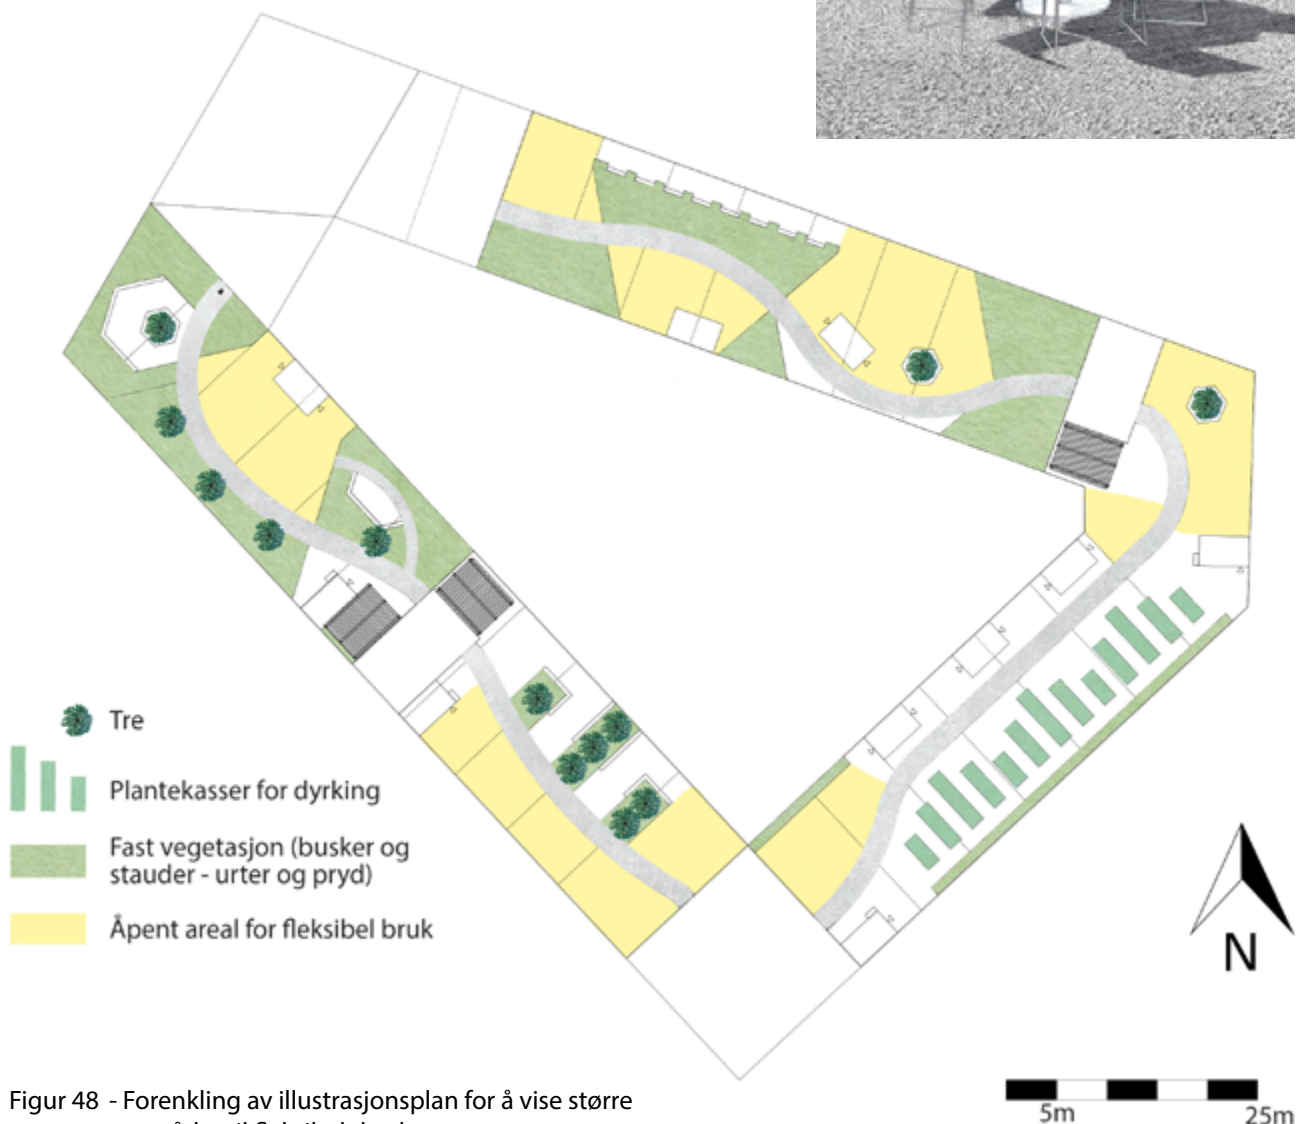 Tre
Plantekasser for dyrking
Fast vegetasjon (busker og
stauder - urter og pryd)
Åpent areal for fleksibel bruk
N
5m 25m
Figur 48 - Forenkling av illustrasjonsplan for å vise større